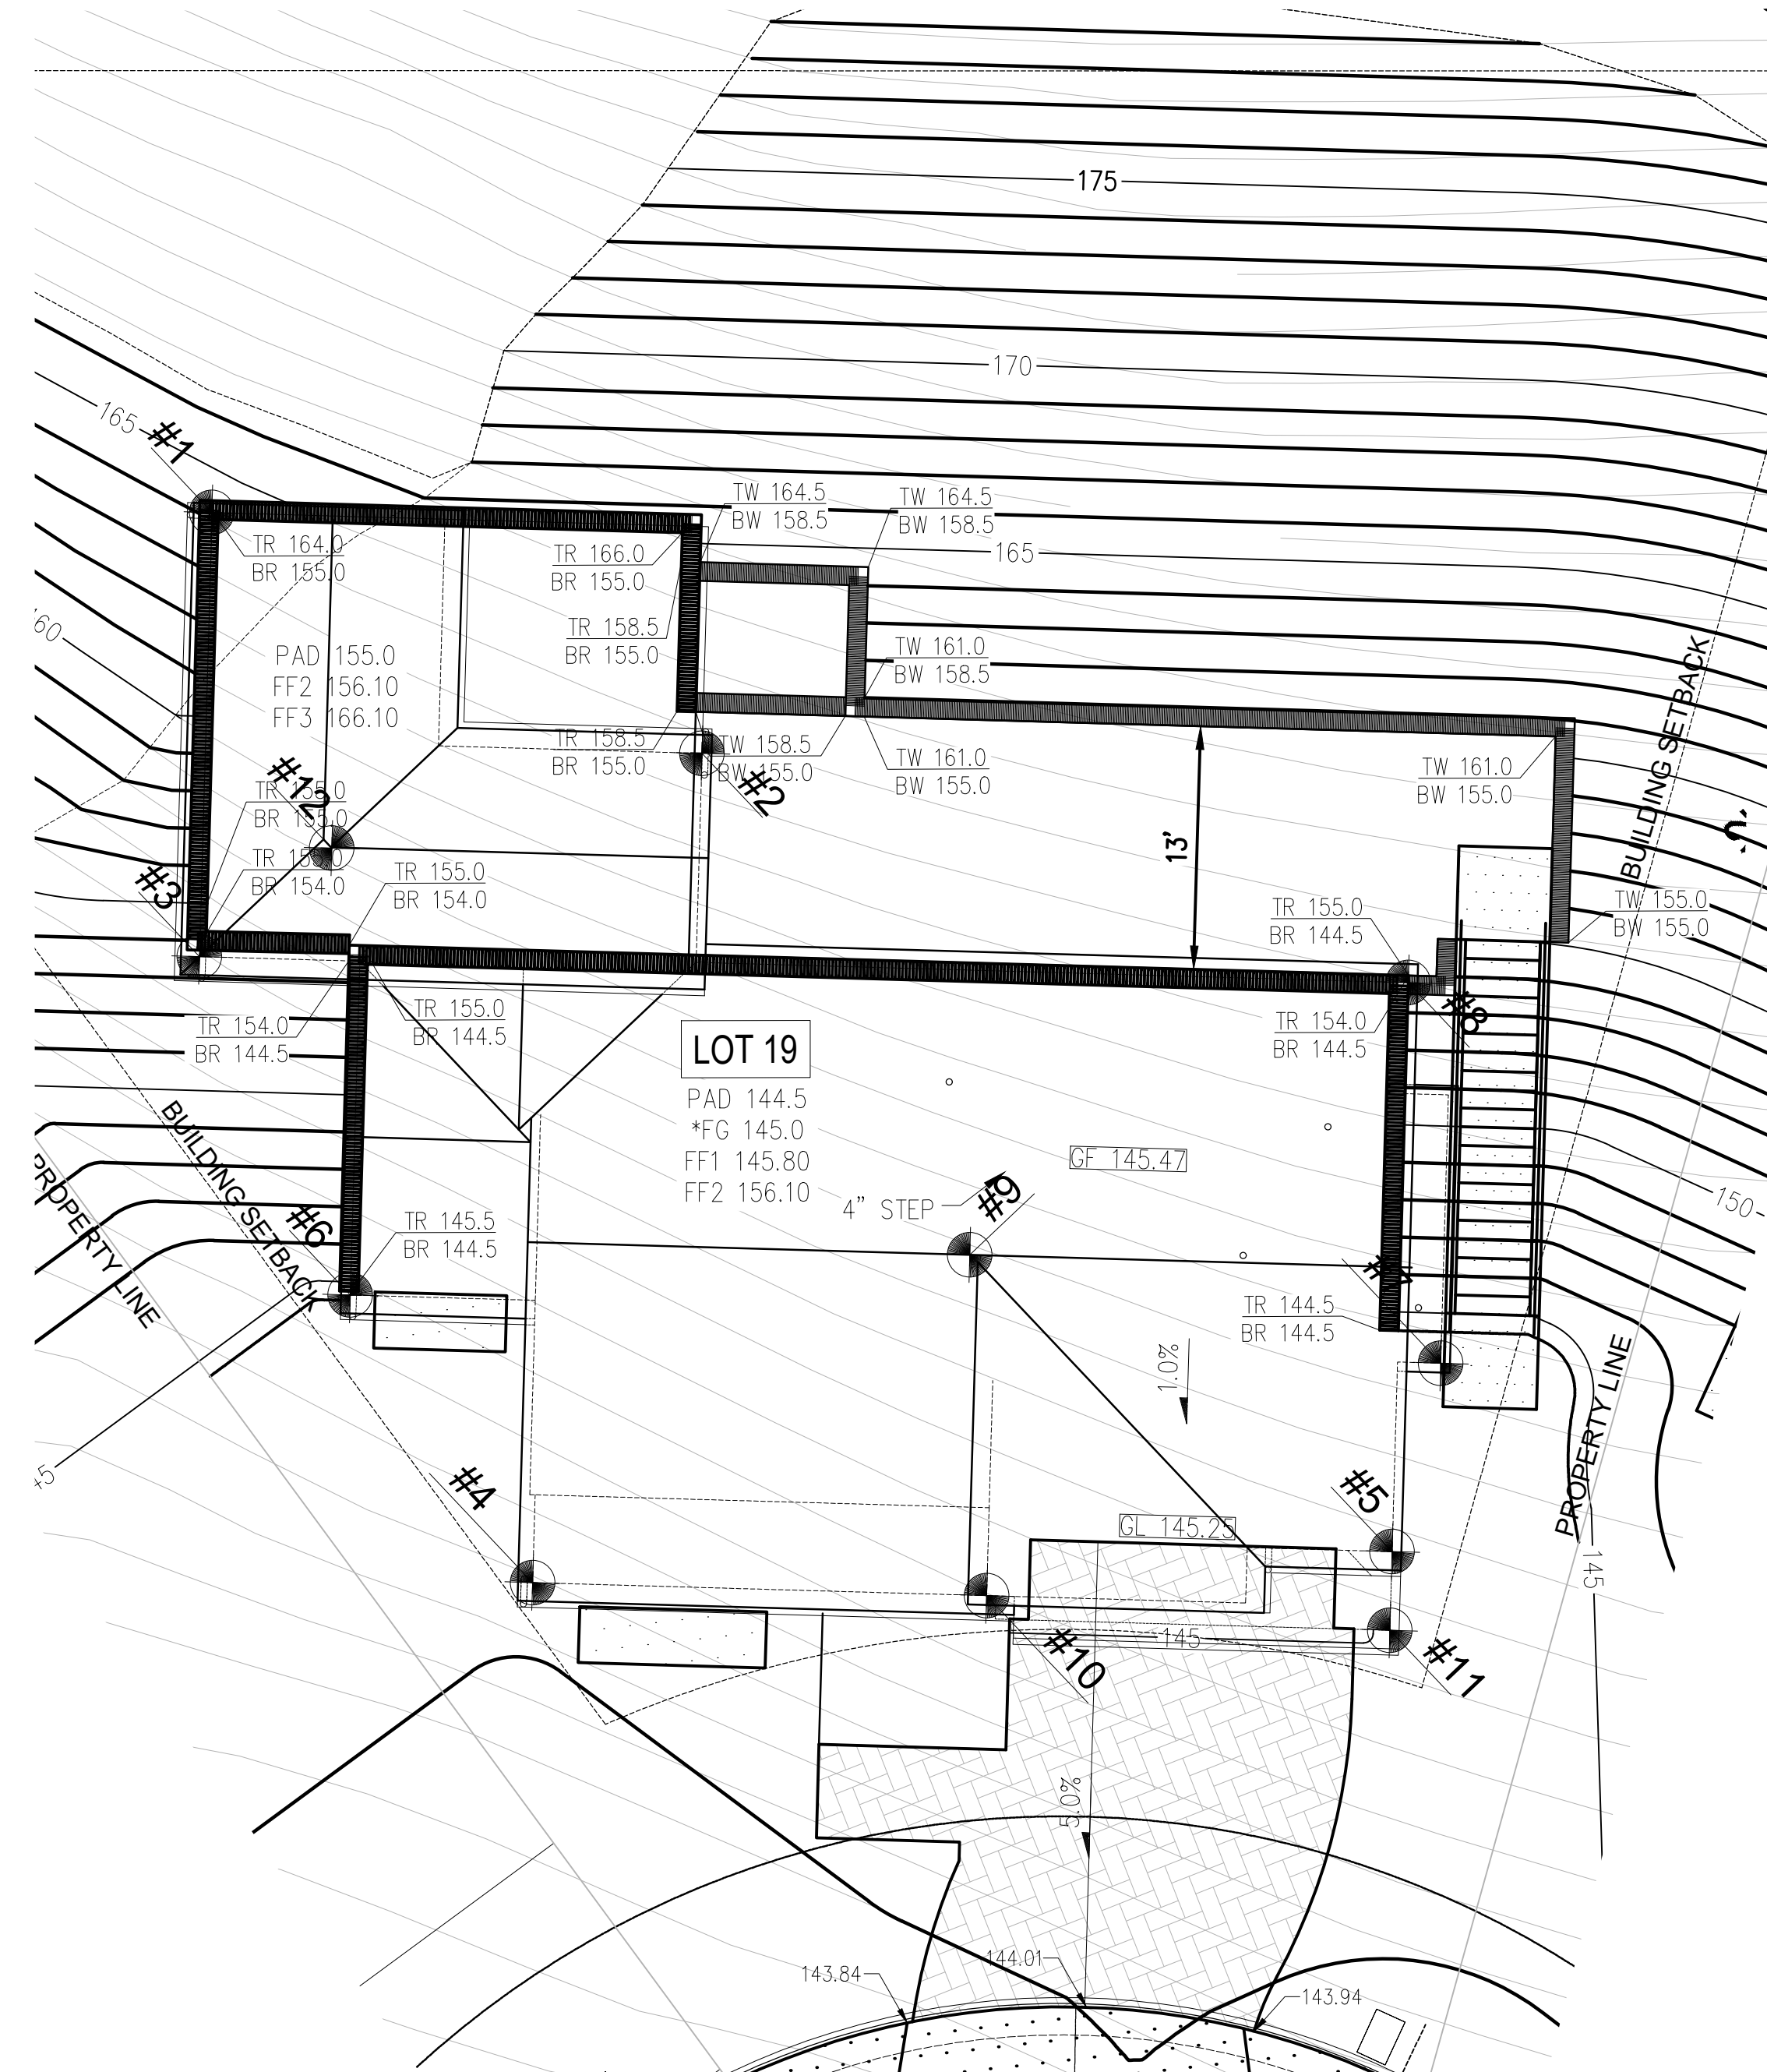 175
170
165
#1
TW 164.5
BW 158.5
TW 164.5
BW 158.5
TR 164.0
BR 155.0
TR 166.0
BR 155.0
165
TR 158.5
BR 155.0
TW 161.0
BW 158.5
PAD 155.0
FF2 156.10
FF3 166.10
BUILDING SETBACK
TR 158.5
BR 155.0
TW 158.5
BW 155.0
TW 161.0
BW 155.0
TW 161.0
BW 155.0
#12
#2
TR 155.0
BR 155.0
13'
BR 154.0
#3
TR 155.0
BR 154.0
TR 155.0
BR 144.5
TW 155.0
BW 155.0
TR 154.0
BR 144.5
TR 155.0
BR 144.5
LOT 19
TR 154.0
BR 144.5
#8
PAD 144.5
*FG 145.0
FF1 145.80
FF2 156.10
GF 145.47
4" STEP
#9
150
BUILDING SETBACK
PROPERTY LINE
#6
TR 145.5
BR 144.5
TR 144.5
BR 144.5
1.0%
PROPERTY LINE
#4
#5
GL 145.25
145
145
#10
#11
5.0%
143.84
144.01
143.94